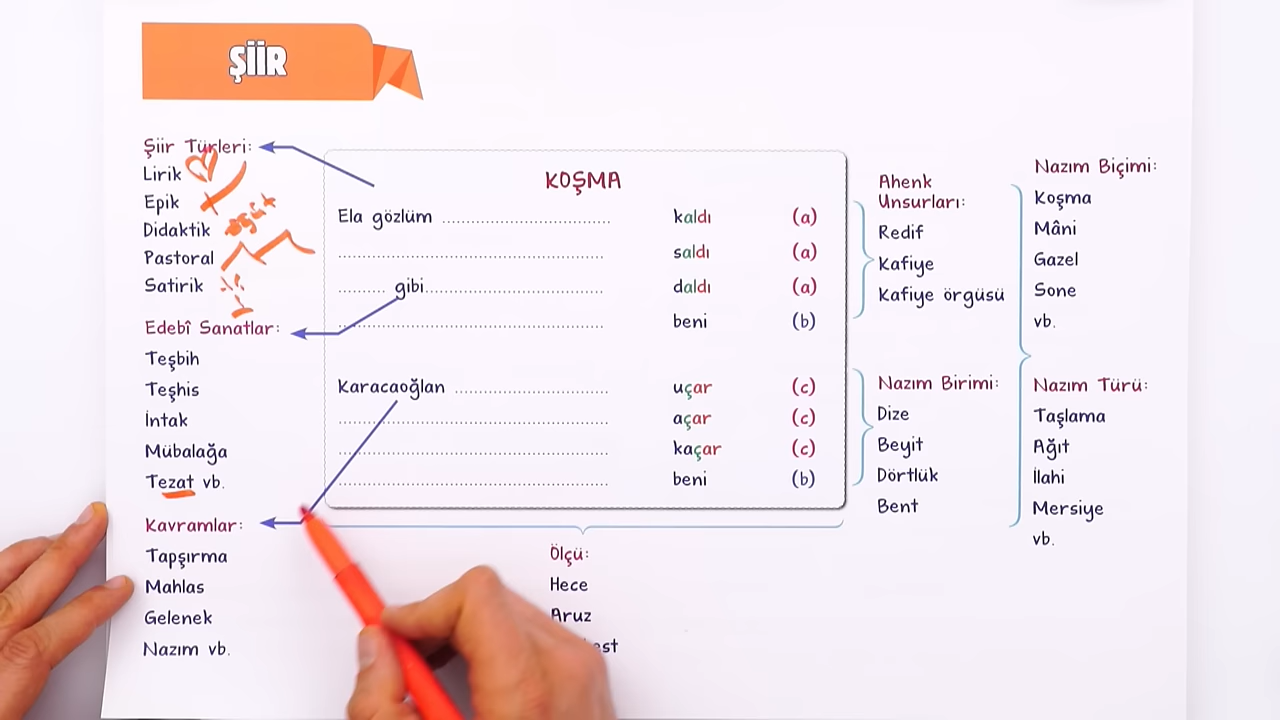 ŞİİR
Şiir Türleri:
Lirik
Epik
Didaktik öğüt
Pastoral
Satirik
Edebî Sanatlar:
Teşbih
Teşhis
İntak
Mübalağa
Tezat vb.
Kavramlar:
Tapşırma
Mahlas
Gelenek
Nazım vb.
KOŞMA
Ela gözlüm .......................................... kaldı (a)
.................................................................. saldı (a)
............ gibi............................................. daldı (a)
.................................................................. beni (b)
Karacaoğlan ...................................... uçar (c)
.................................................................. açar (c)
.................................................................. kaçar (c)
.................................................................. beni (b)
Ölçü:
Hece
Aruz
Ahenk
Unsurları:
Redif
Kafiye
Kafiye örgüsü
Nazım Birimi:
Dize
Beyit
Dörtlük
Bent
Nazım Biçimi:
Koşma
Mâni
Gazel
Sone
vb.
Nazım Türü:
Taşlama
Ağıt
İlahi
Mersiye
vb.